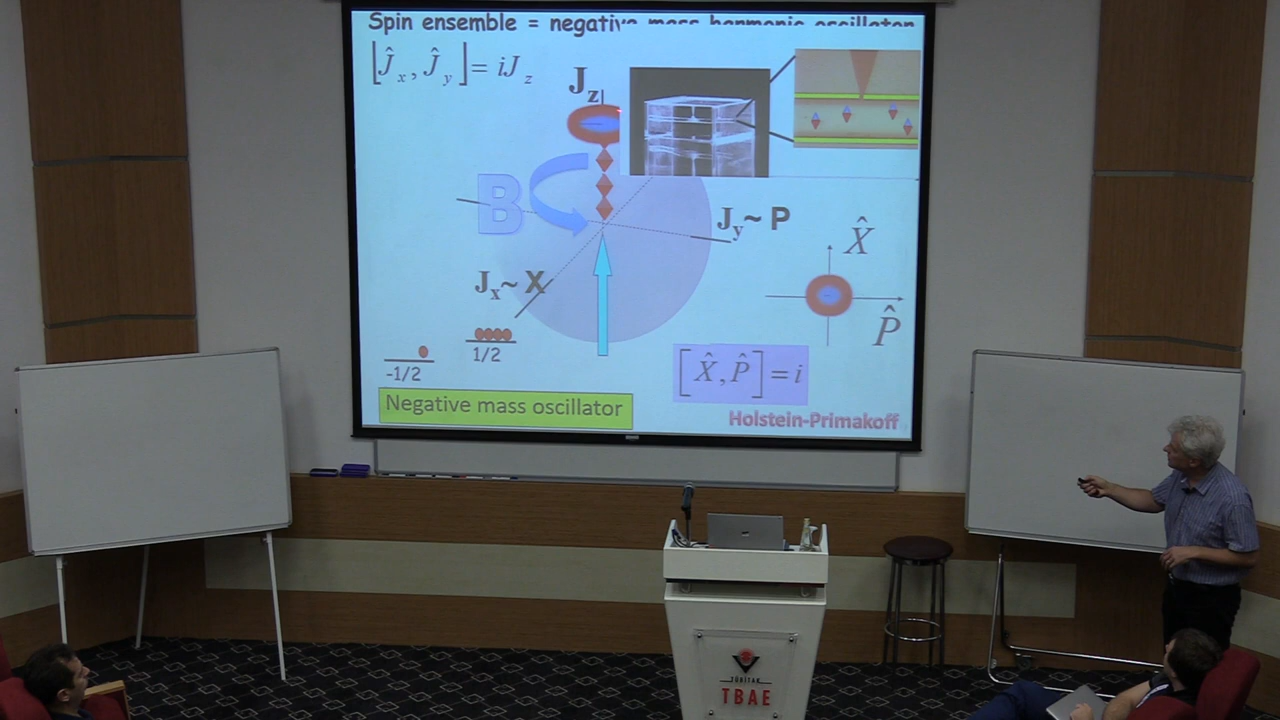 Spin ensemble = negative mass harmonic oscillator
[Ĵx, Ĵy] = iJz
Jz
B
Jy~ P
Jx~ X
X̂
P̂
1/2
-1/2
[X̂, P̂] = i
Negative mass oscillator
Holstein-Primakoff
TÜBİTAK
TBAE